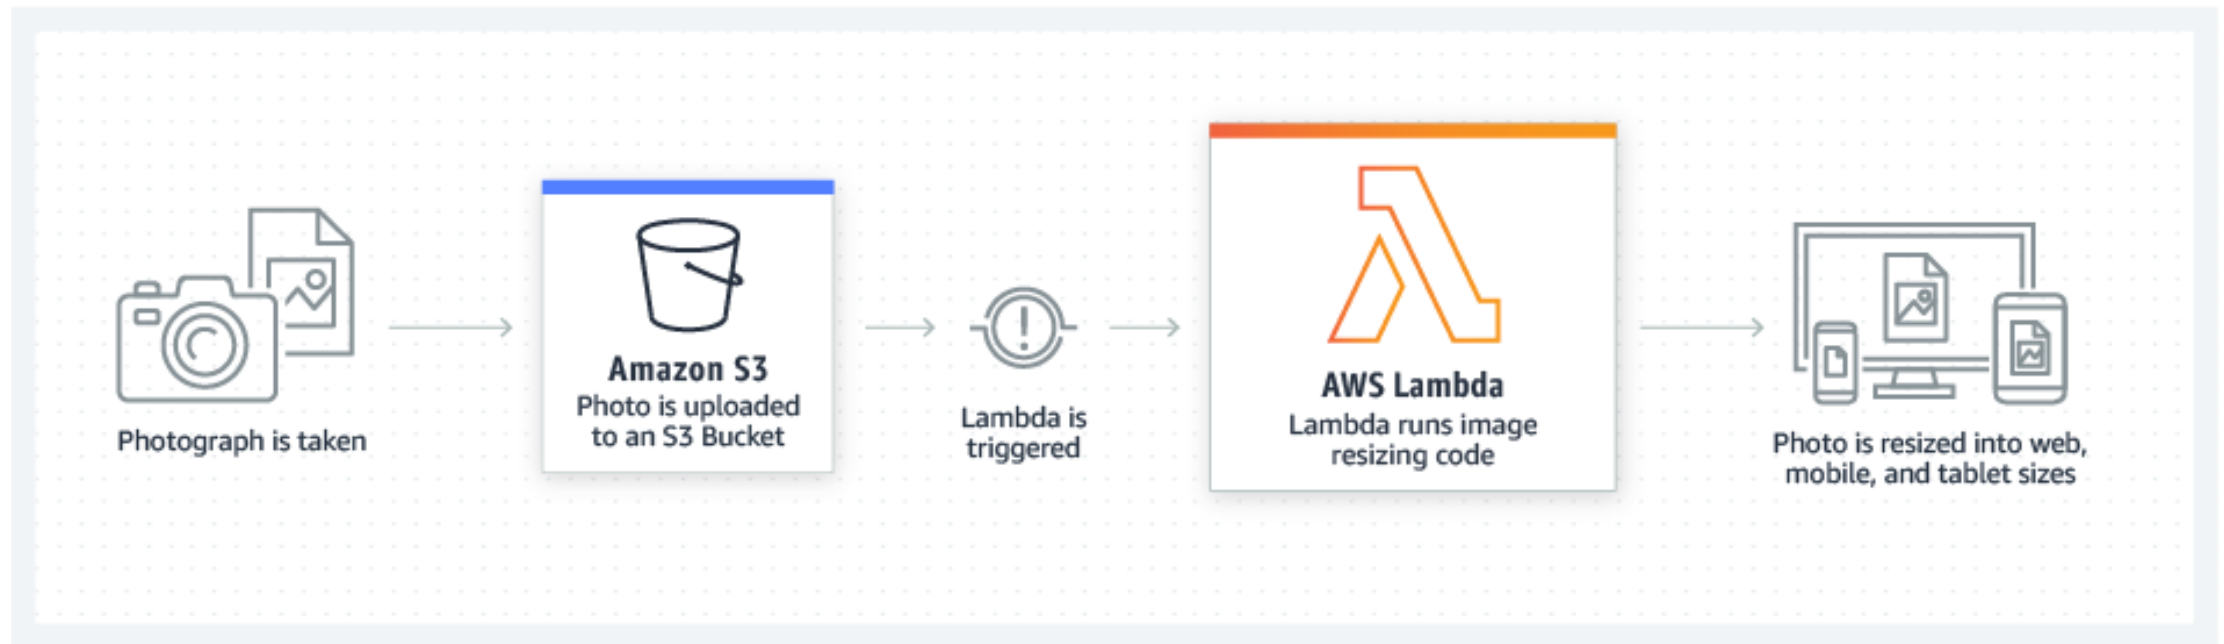 Photograph is taken
Amazon S3
Photo is uploaded
to an S3 Bucket
Lambda is
triggered
AWS Lambda
Lambda runs image
resizing code
Photo is resized into web,
mobile, and tablet sizes